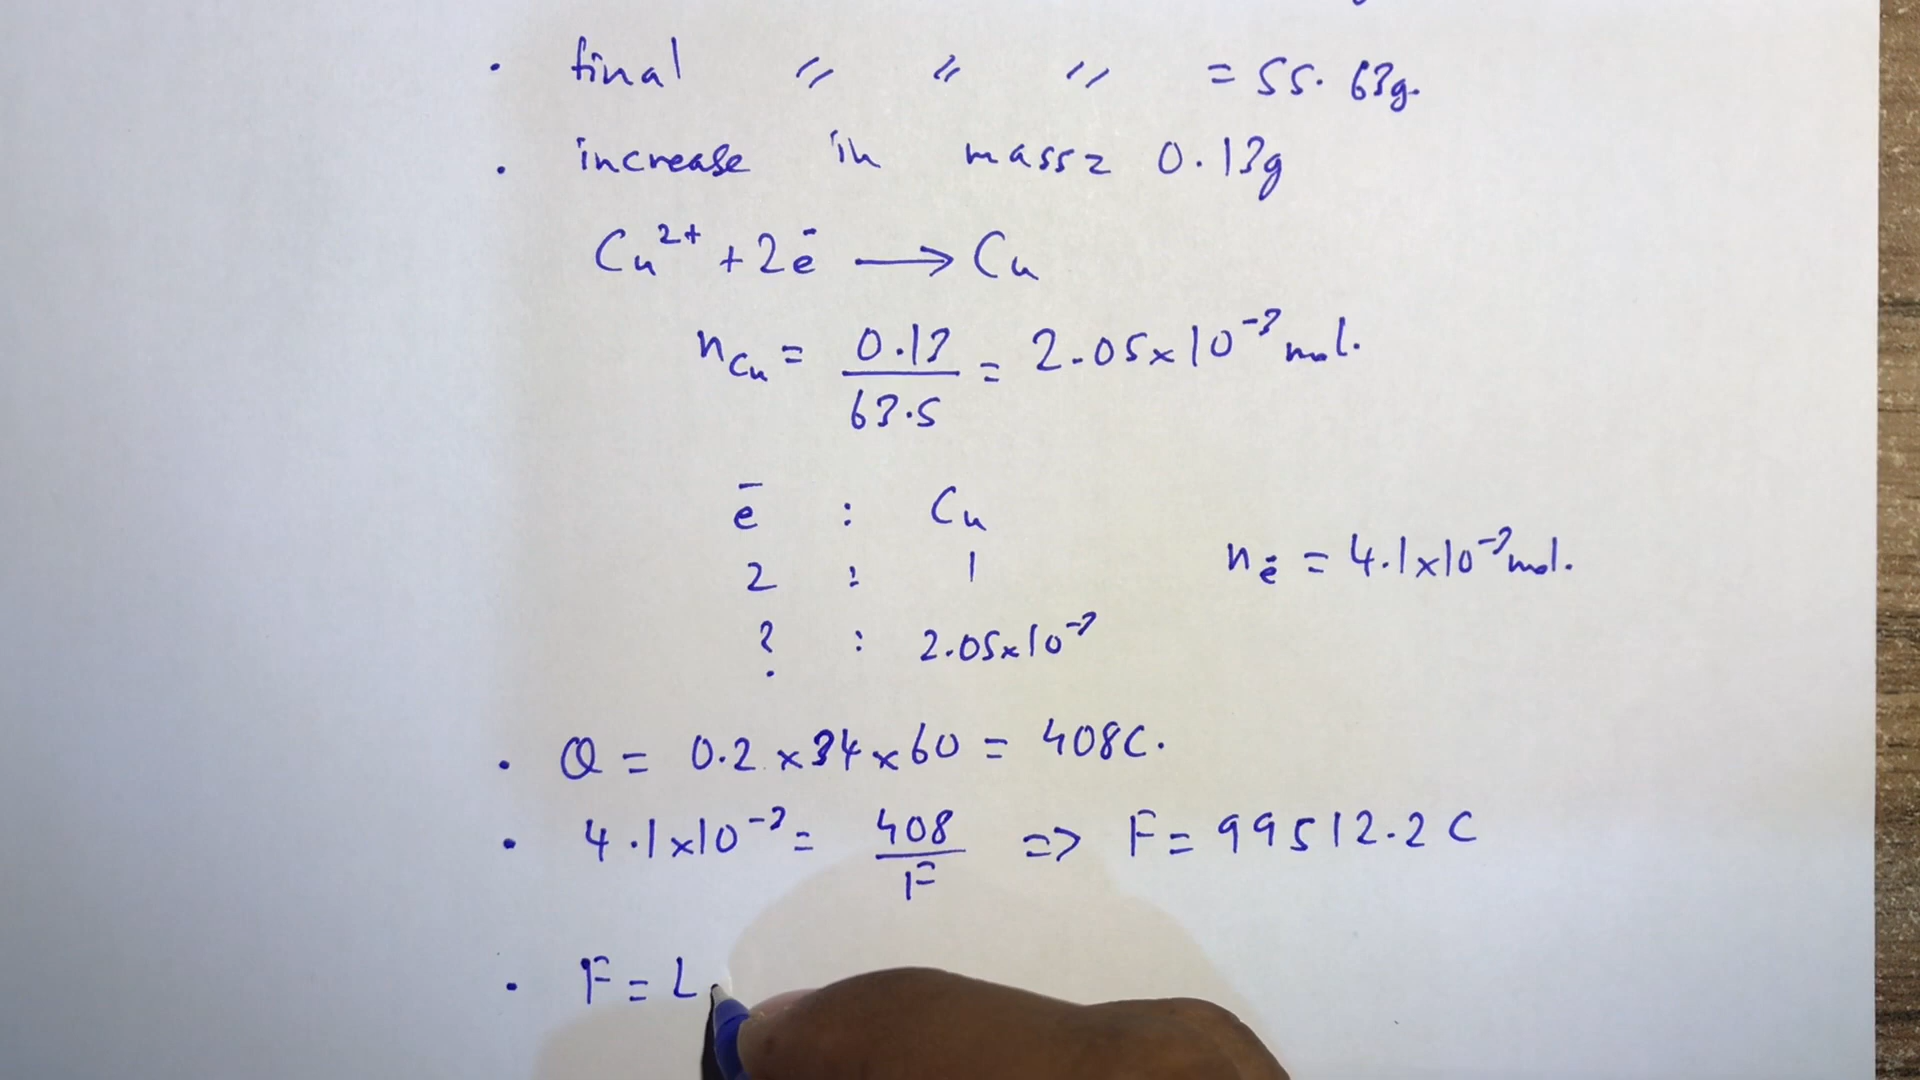 · final 〃 〃 〃 = 55.63g.
· increase in mass = 0.13g
Cu²⁺ + 2e⁻ → Cu
n_Cu = 0.13/63.5 = 2.05×10⁻³ mol.
e⁻ : Cu
2 : 1
? : 2.05×10⁻³
n_e⁻ = 4.1×10⁻³ mol.
· Q = 0.2×34×60 = 408C.
· 4.1×10⁻³ = 408/F => F = 99512.2 C
· F = L